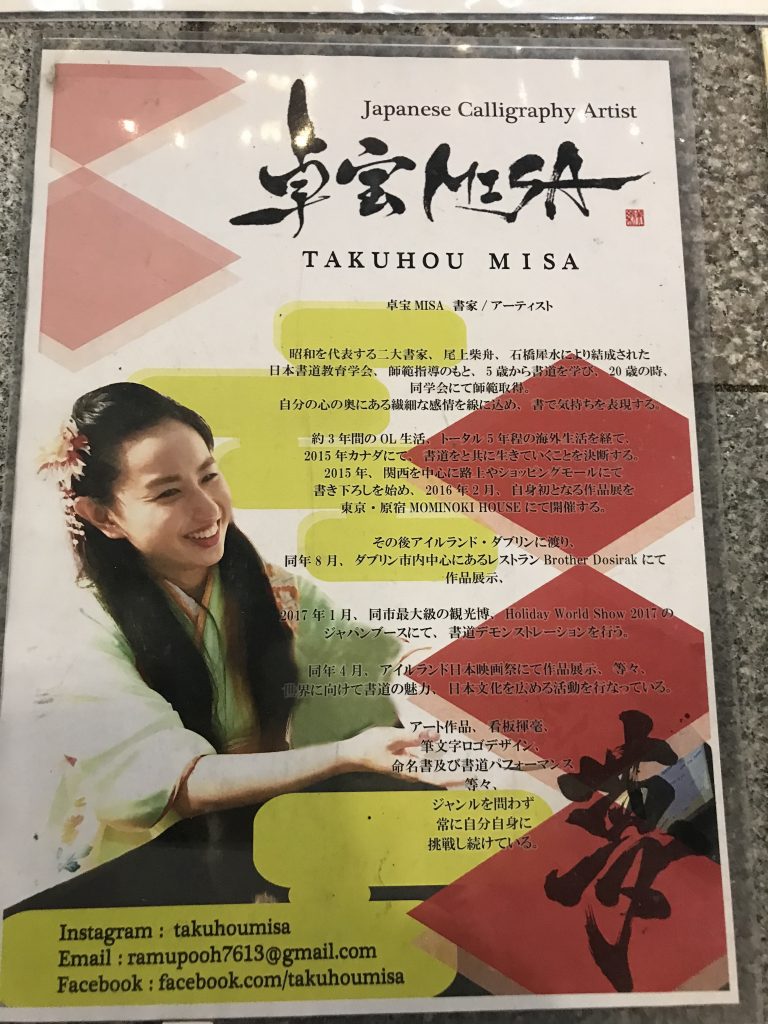 Japanese Calligraphy Artist
卓宝 MISA
TAKUHOU MISA
卓宝 MISA 書家 / アーティスト
昭和を代表する二大書家、尾上柴舟、石橋犀水により結成された
日本書道教育学会、師範指導のもと、5歳から書道を学び、20歳の時、
同学会にて師範取得。
自分の心の奥にある繊細な感情を線に込め、書で気持ちを表現する。
約3年間のOL生活、トータル5年程の海外生活を経て、
2015年カナダにて、書道をと共に生きていくことを決断する。
2015年、関西を中心に路上やショッピングモールにて
書き下ろしを始め、2016年2月、自身初となる作品展を
東京・原宿 MOMINOKI HOUSE にて開催する。
その後アイルランド・ダブリンに渡り、
同年8月、ダブリン市内中心にあるレストラン Brother Dosirak にて
作品展示、
2017年1月、同市最大級の観光博、Holiday World Show 2017 の
ジャパンブースにて、書道デモンストレーションを行う。
同年4月、アイルランド日本映画祭にて作品展示、等々、
世界に向けて書道の魅力、日本文化を広める活動を行なっている。
アート作品、看板揮毫、
筆文字ロゴデザイン、
命名書及び書道パフォーマンス
等々、
ジャンルを問わず
常に自分自身に
挑戦し続けている。
夢
Instagram : takuhoumisa
Email : ramupooh7613@gmail.com
Facebook : facebook.com/takuhoumisa